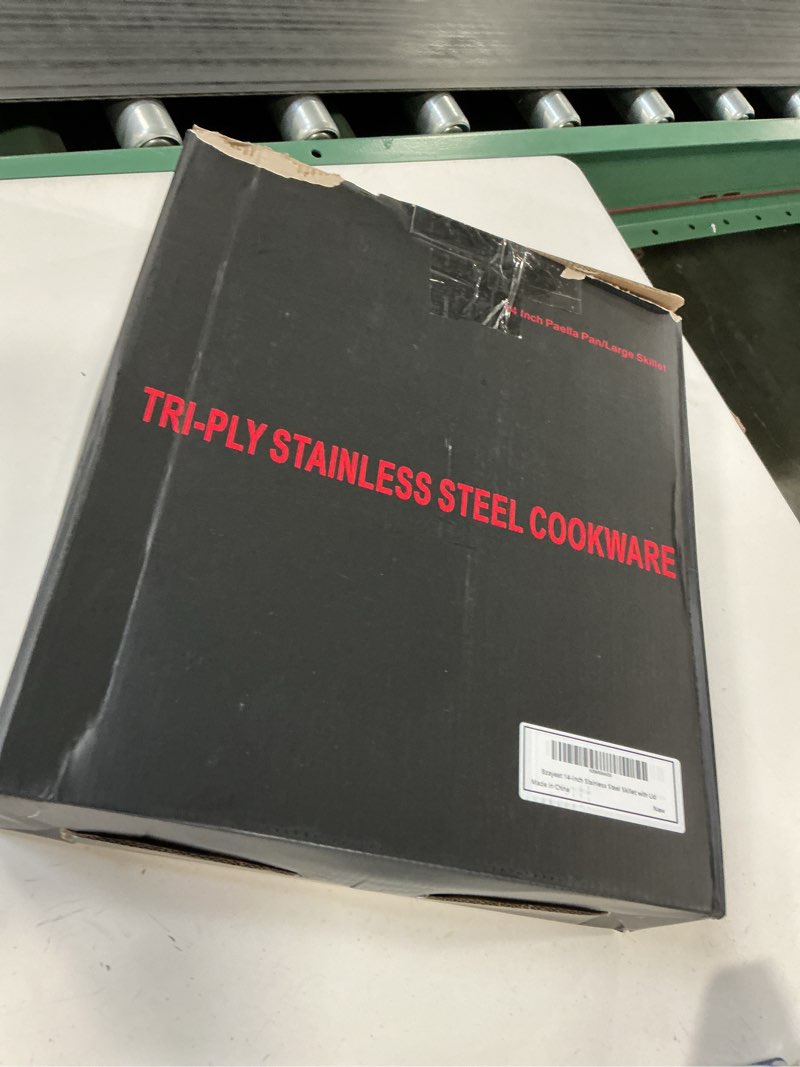 Inch Paella Pan/Large Skillet
TRI-PLY STAINLESS STEEL COOKWARE
14-Inch Stainless Steel Skillet with Lid
Made in China
New